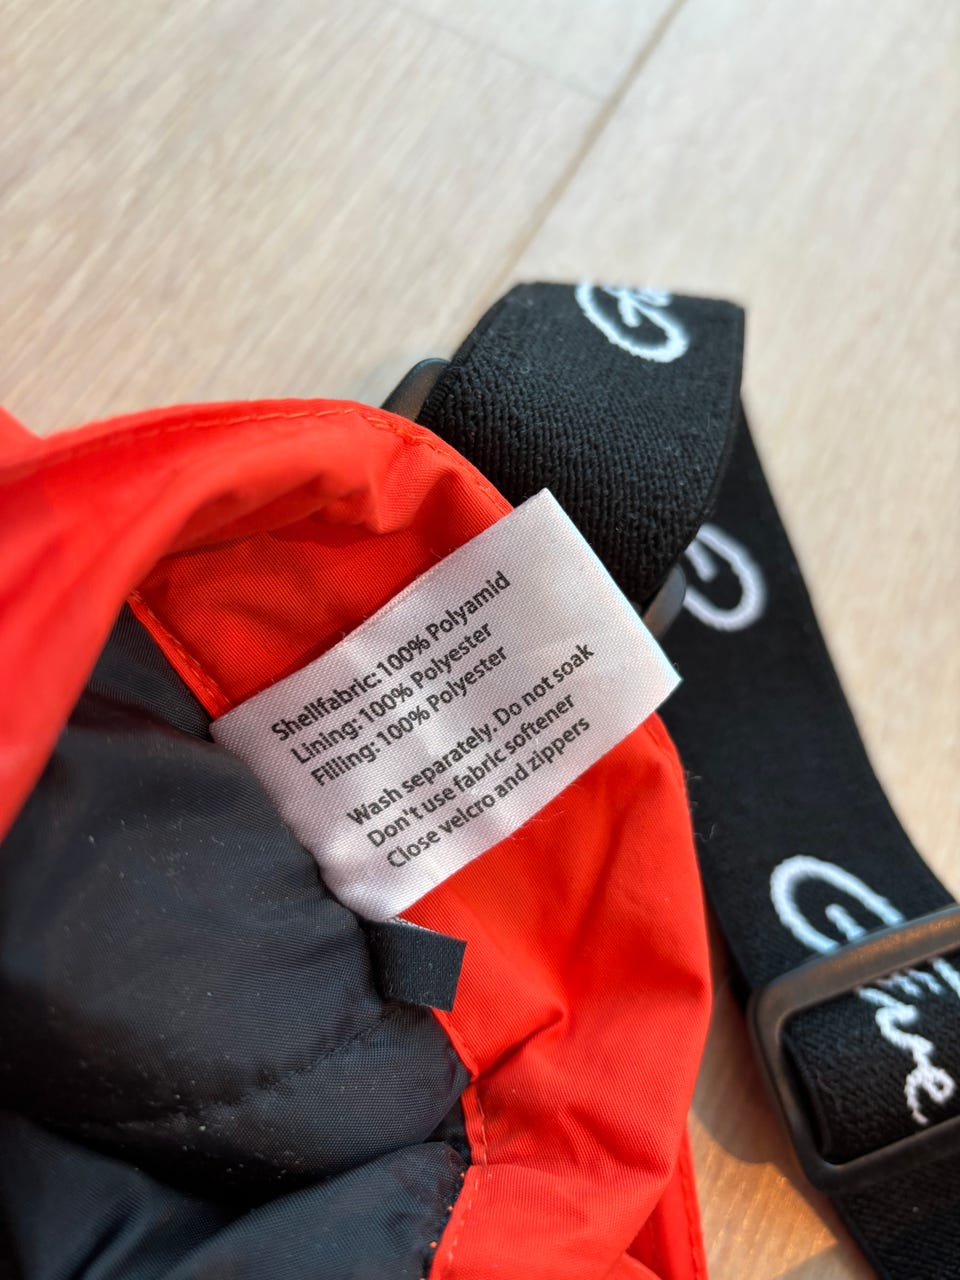 Shellfabric: 100% Polyamid
Lining: 100% Polyester
Filling: 100% Polyester
Wash separately. Do not soak
Don't use fabric softener
Close velcro and zippers